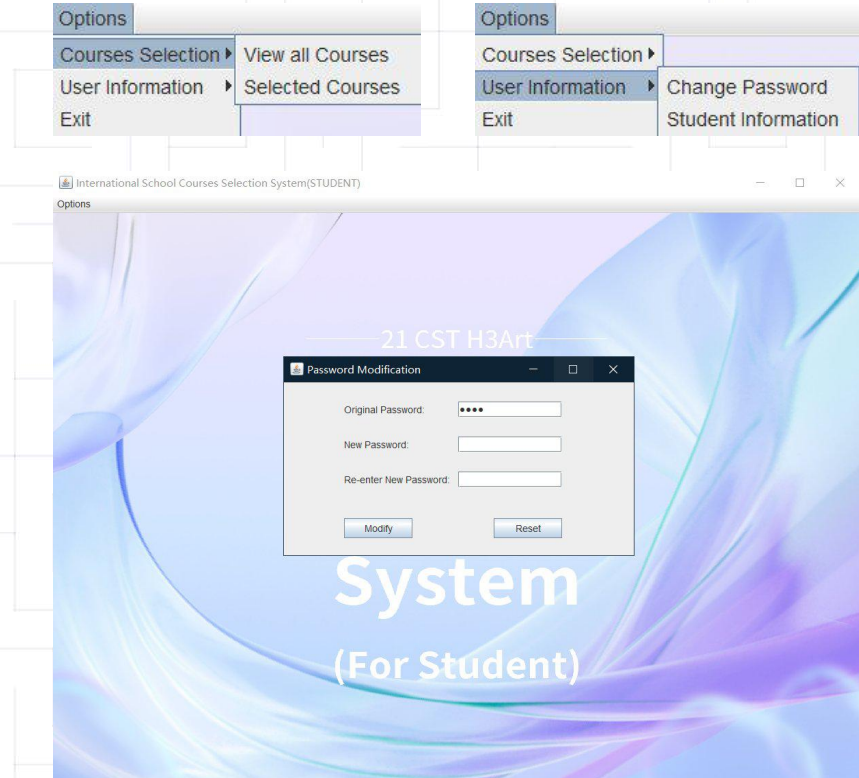 Options
Courses Selection
View all Courses
User Information
Selected Courses
Exit
Options
Courses Selection
User Information
Change Password
Exit
Student Information
International School Courses Selection System(STUDENT)
Options
21 CST H3Art
Password Modification
Original Password:
New Password:
Re-enter New Password:
Modify
Reset
System
(For Student)